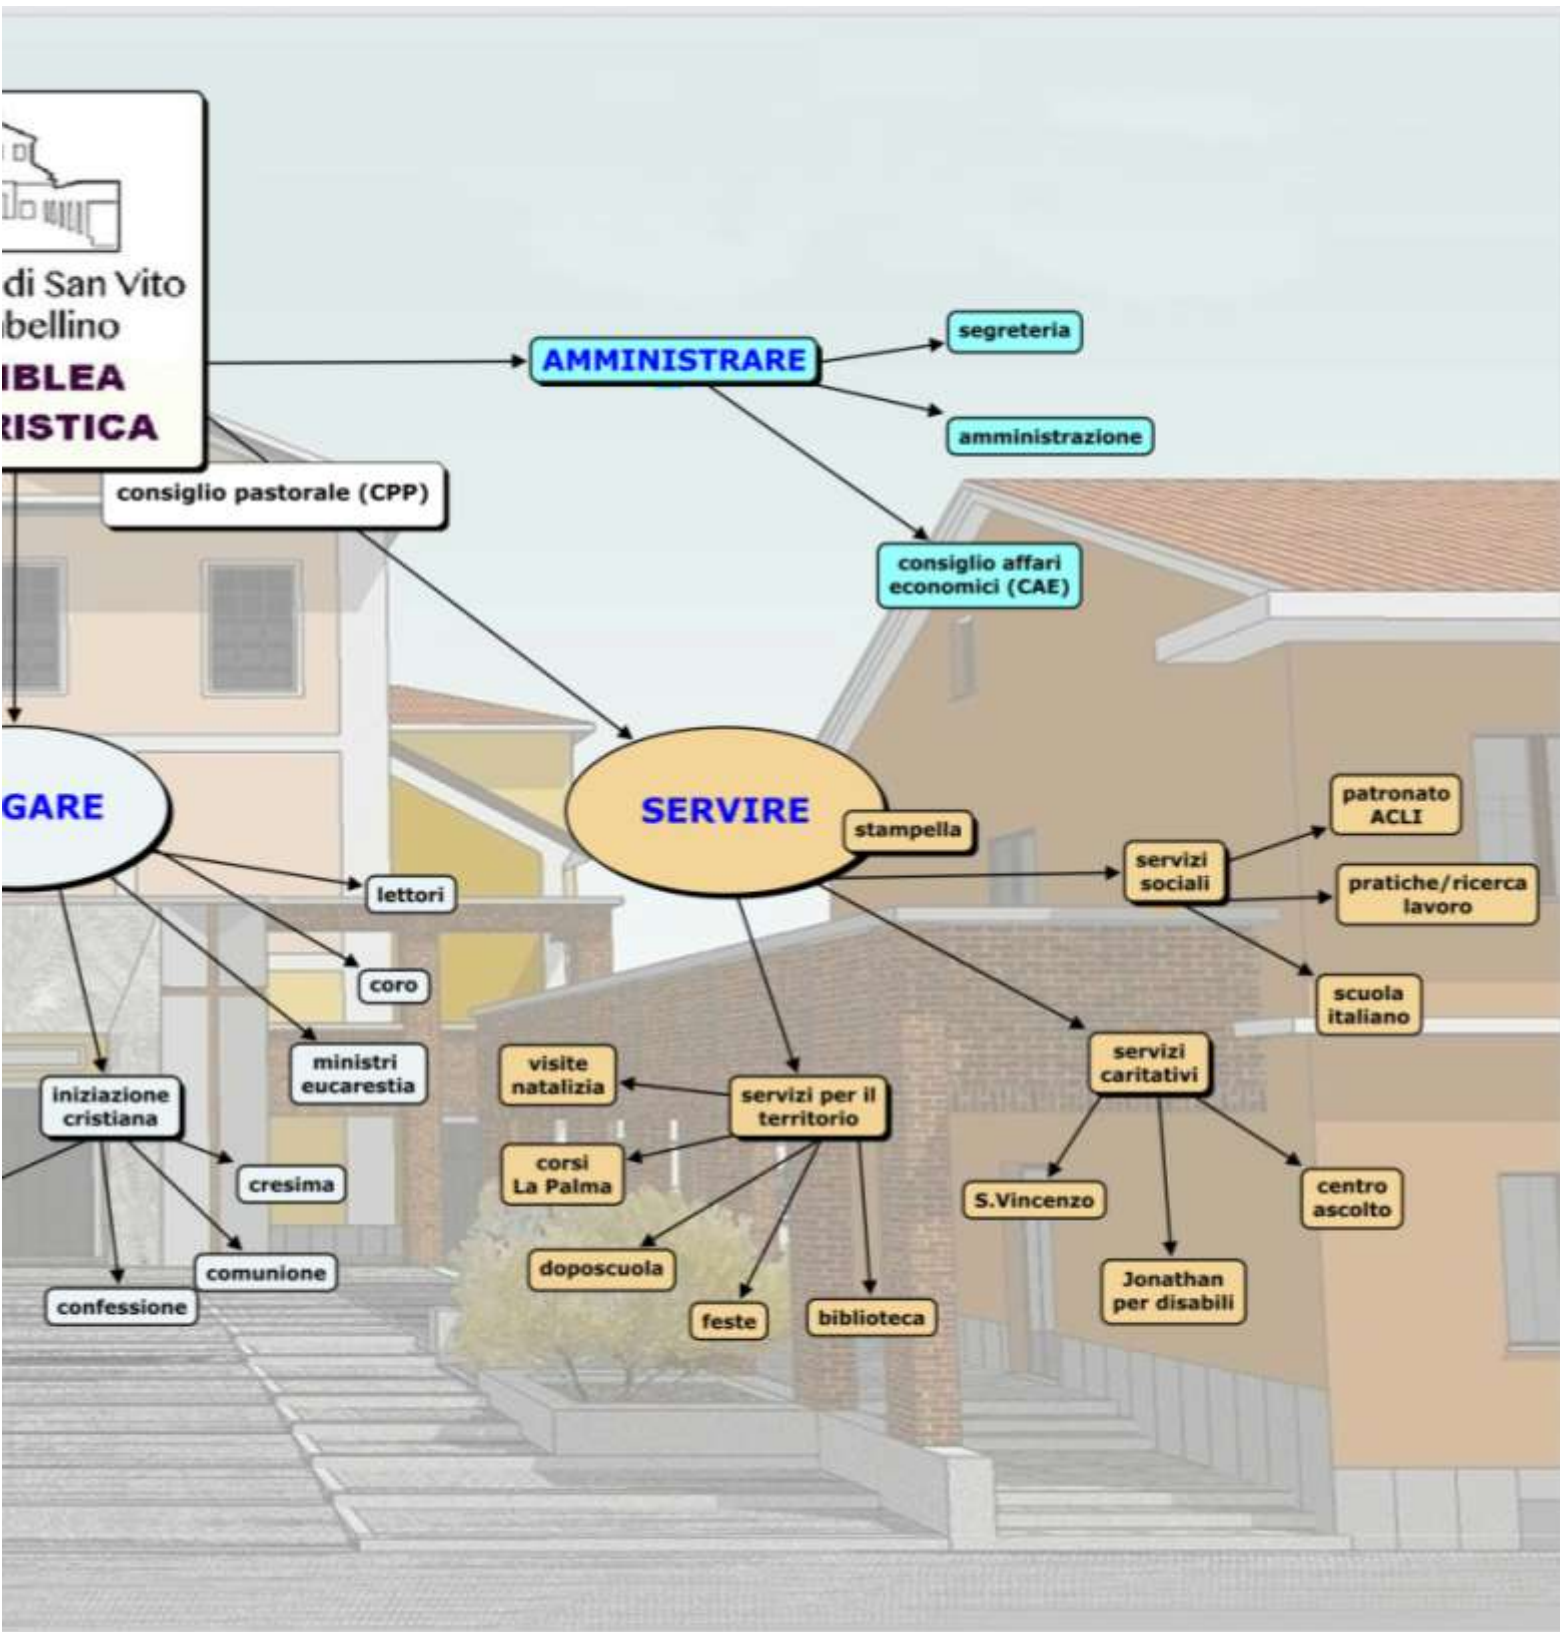 di San Vito
bellino
BLEA
RISTICA
consiglio pastorale (CPP)
AMMINISTRARE
segreteria
amministrazione
consiglio affari
economici (CAE)
GARE
lettori
coro
ministri
eucarestia
iniziazione
cristiana
cresima
comunione
confessione
SERVIRE
stampella
servizi
sociali
patronato
ACLI
pratiche/ricerca
lavoro
scuola
italiano
servizi
caritativi
S.Vincenzo
Jonathan
per disabili
centro
ascolto
servizi per il
territorio
visite
natalizia
corsi
La Palma
doposcuola
feste
biblioteca